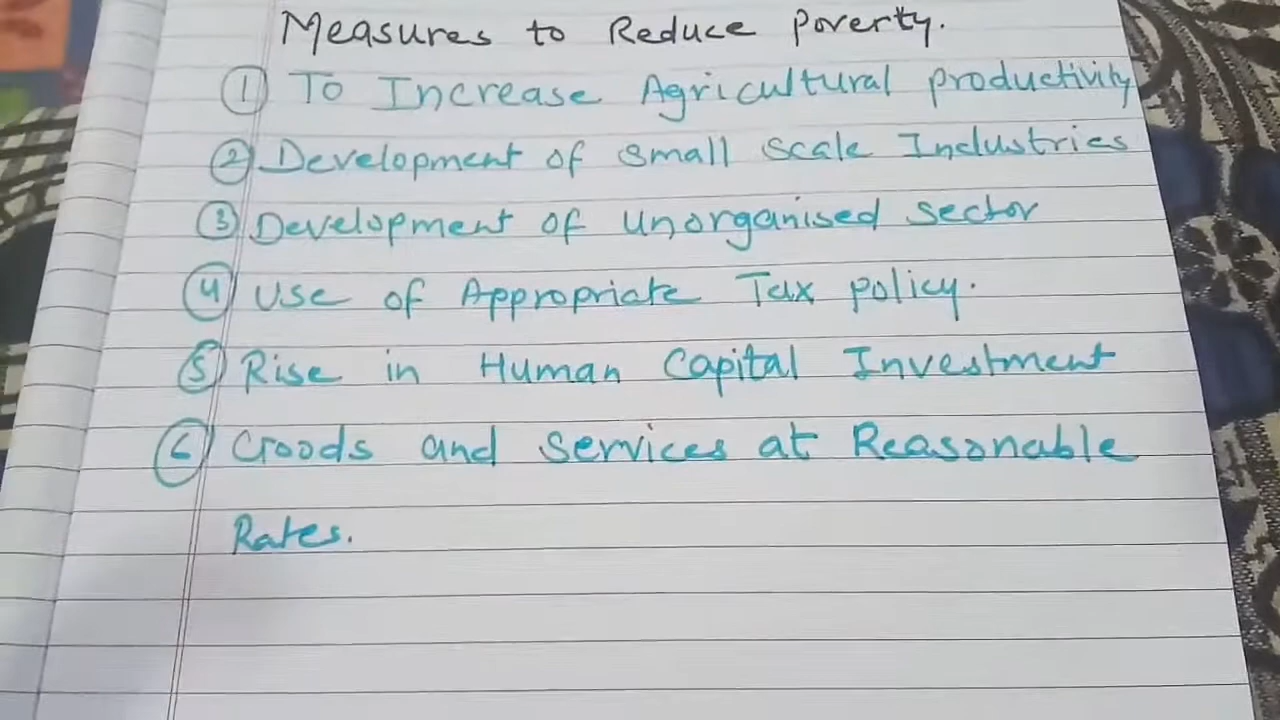 Measures to Reduce Poverty.
① To Increase Agricultural productivity
② Development of small scale Industries
③ Development of Unorganised sector
④ Use of Appropriate Tax policy.
⑤ Rise in Human Capital Investment
⑥ Goods and services at Reasonable
Rates.